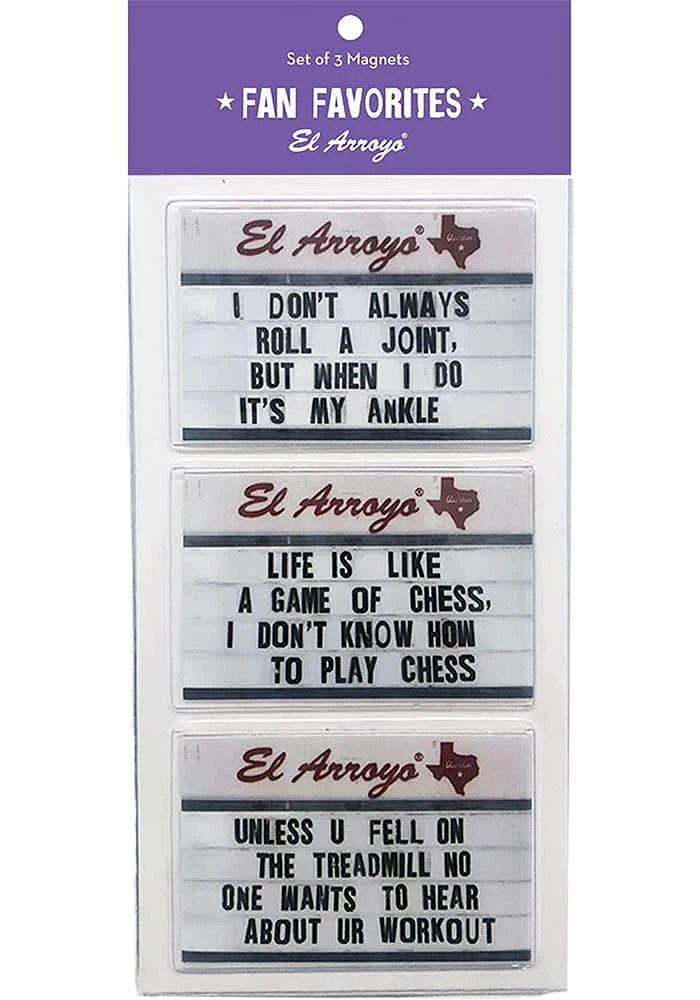 Set of 3 Magnets
★ FAN FAVORITES ★
El Arroyo®
El Arroyo®
I DON'T ALWAYS
ROLL A JOINT,
BUT WHEN I DO
IT'S MY ANKLE
El Arroyo®
LIFE IS LIKE
A GAME OF CHESS,
I DON'T KNOW HOW
TO PLAY CHESS
El Arroyo®
UNLESS U FELL ON
THE TREADMILL NO
ONE WANTS TO HEAR
ABOUT UR WORKOUT